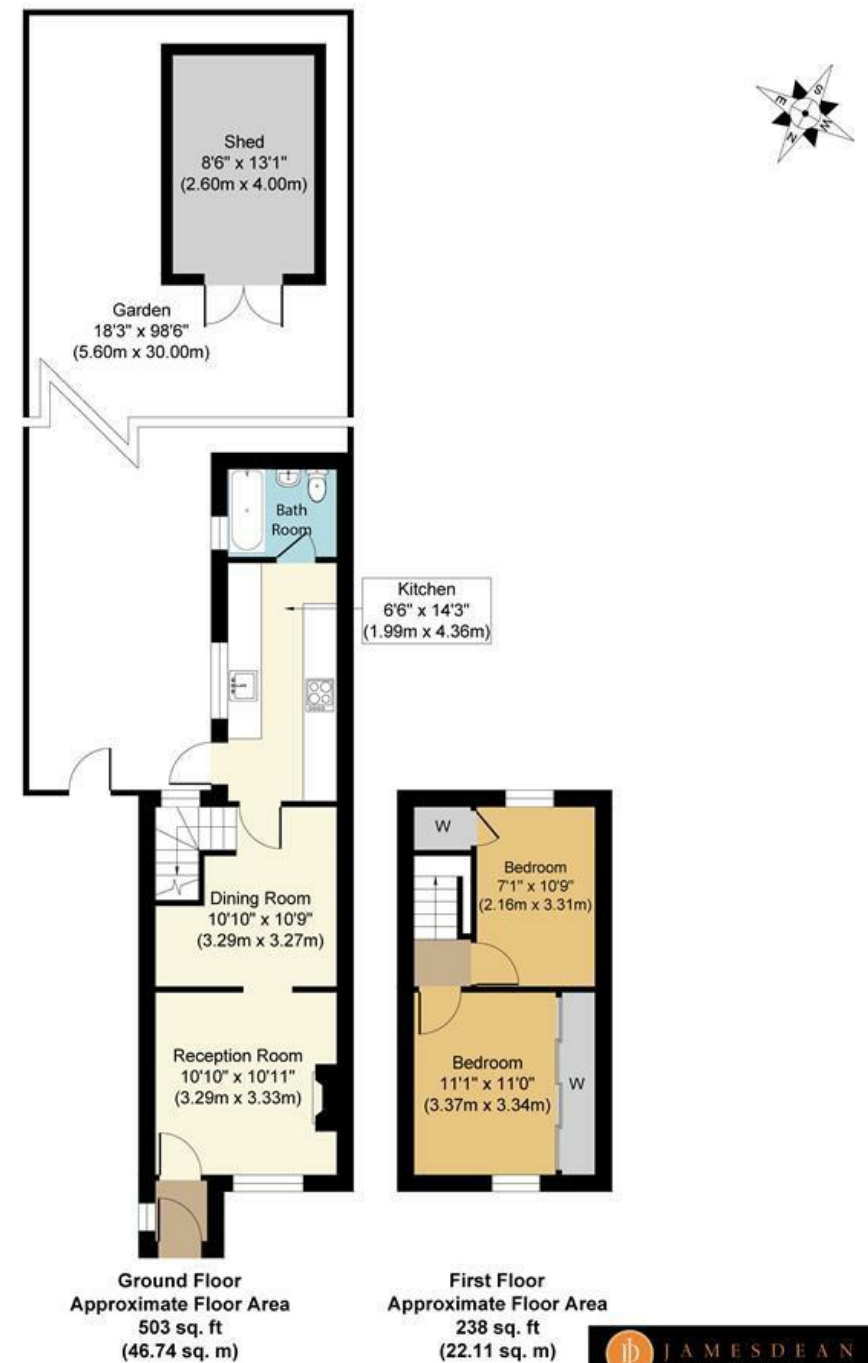 Shed
8'6" x 13'1"
(2.60m x 4.00m)
S
E
W
N
Garden
18'3" x 98'6"
(5.60m x 30.00m)
Bath
Room
Kitchen
6'6" x 14'3"
(1.99m x 4.36m)
W
Bedroom
7'1" x 10'9"
(2.16m x 3.31m)
Dining Room
10'10" x 10'9"
(3.29m x 3.27m)
Reception Room
10'10" x 10'11"
(3.29m x 3.33m)
Bedroom
11'1" x 11'0"
(3.37m x 3.34m)
W
Ground Floor
Approximate Floor Area
503 sq. ft
(46.74 sq. m)
First Floor
Approximate Floor Area
238 sq. ft
(22.11 sq. m)
JAMESDEAN